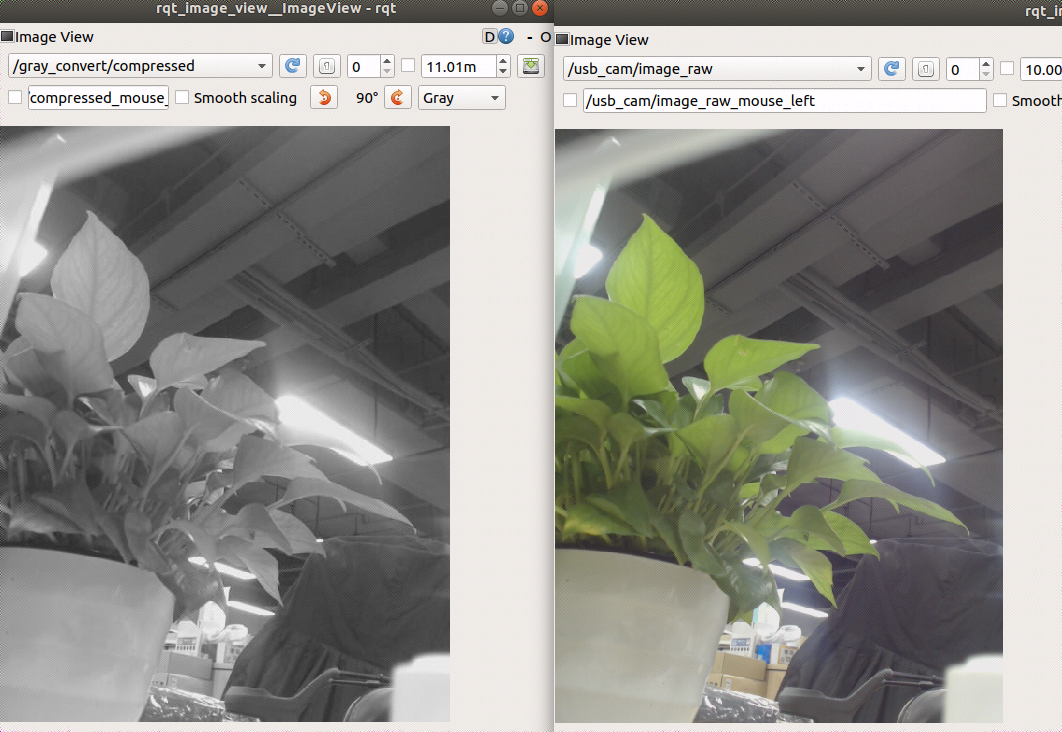 rqt_image_view__ImageView - rqt
Image View
D
- O
/gray_convert/compressed
0
11.01m
compressed_mouse_
Smooth scaling
90°
Gray
rqt_i
Image View
/usb_cam/image_raw
0
10.00
/usb_cam/image_raw_mouse_left
Smooth